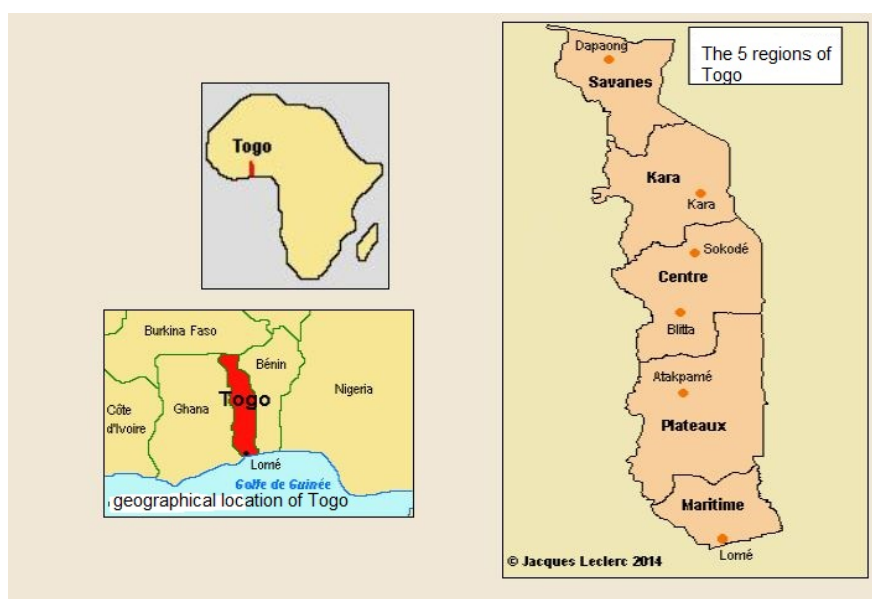 Togo
Burkina Faso
Bénin
Nigeria
Togo
Ghana
Côte
d'Ivoire
Lomé
Golfe de Guinée
geographical location of Togo
The 5 regions of
Togo
Dapaong
Savanes
Kara
Kara
Sokodé
Centre
Blitta
Atakpamé
Plateaux
Maritime
Lomé
© Jacques Leclerc 2014